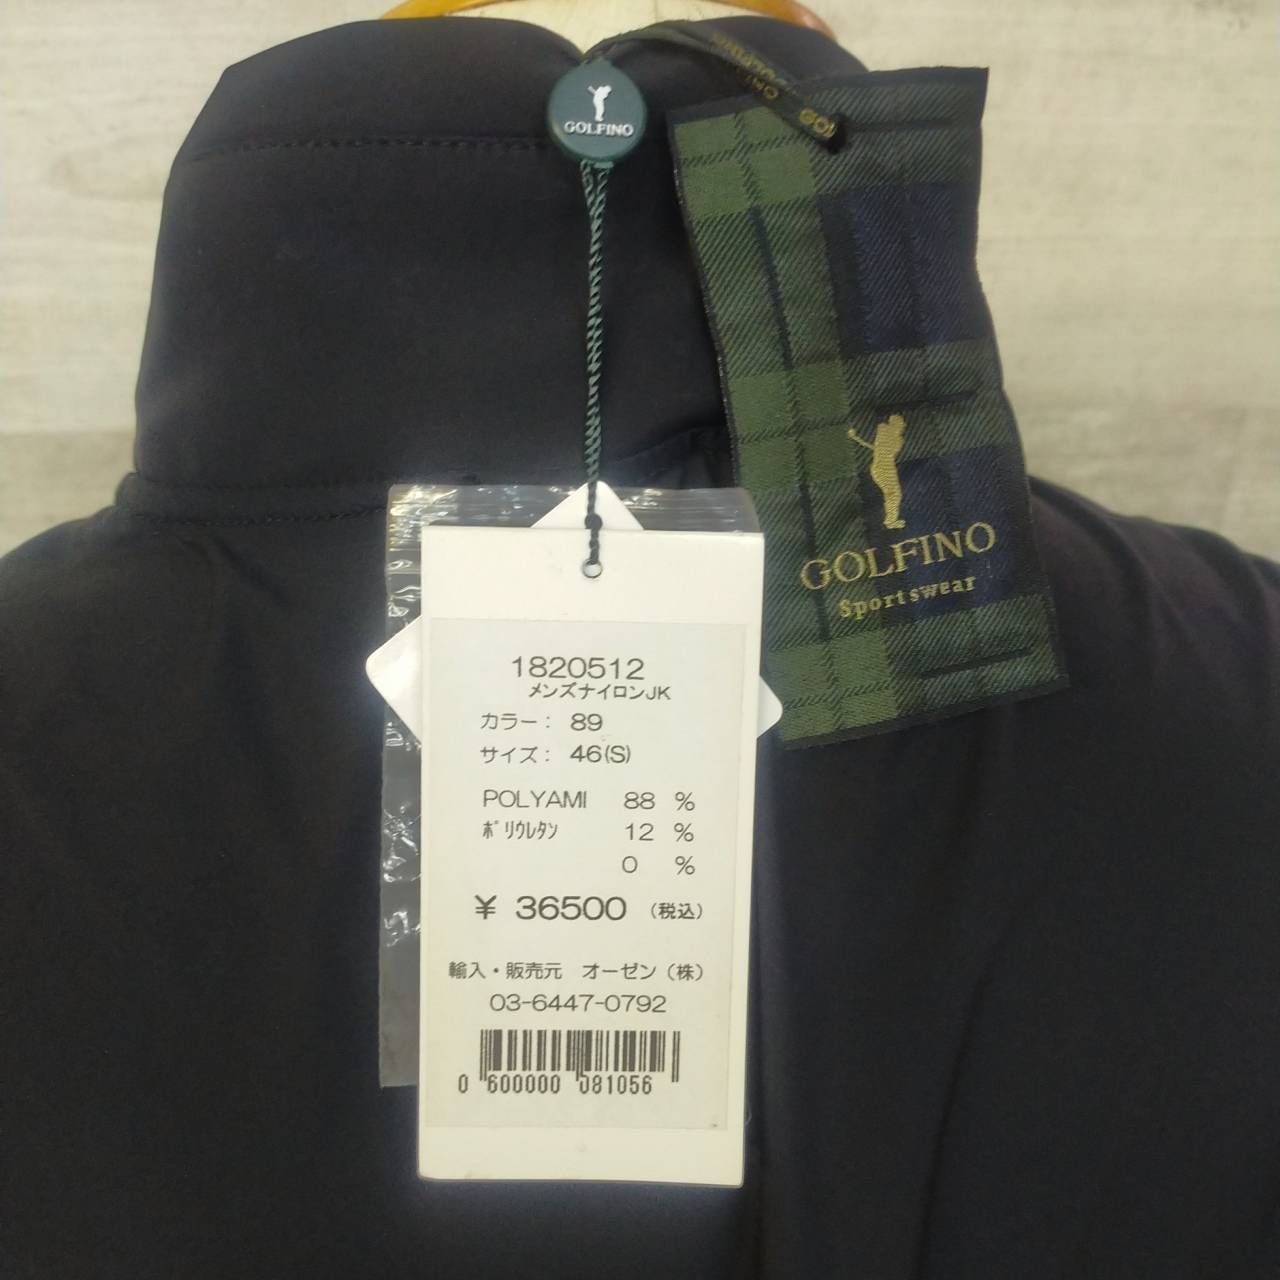 GOLFINO
GOLFINO
Sportswear
1820512
メンズナイロンJK
カラー： 89
サイズ： 46(S)
POLYAMI 88 %
ﾎﾟﾘｳﾚﾀﾝ 12 %
0 %
¥ 36500 (税込)
輸入・販売元 オーゼン（株）
03-6447-0792
0 600000 081056